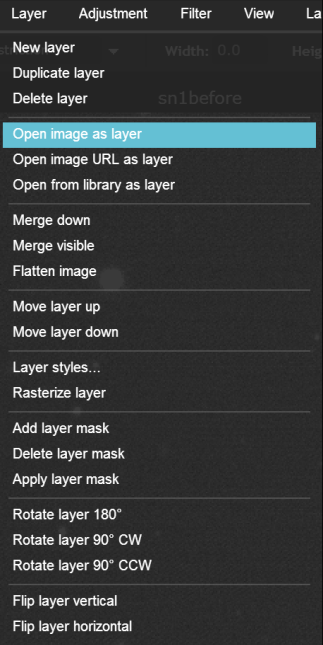 Layer Adjustment Filter View La
Width: 0.0 Heig
New layer
Duplicate layer
Delete layer
sn1before
Open image as layer
Open image URL as layer
Open from library as layer
Merge down
Merge visible
Flatten image
Move layer up
Move layer down
Layer styles...
Rasterize layer
Add layer mask
Delete layer mask
Apply layer mask
Rotate layer 180°
Rotate layer 90° CW
Rotate layer 90° CCW
Flip layer vertical
Flip layer horizontal